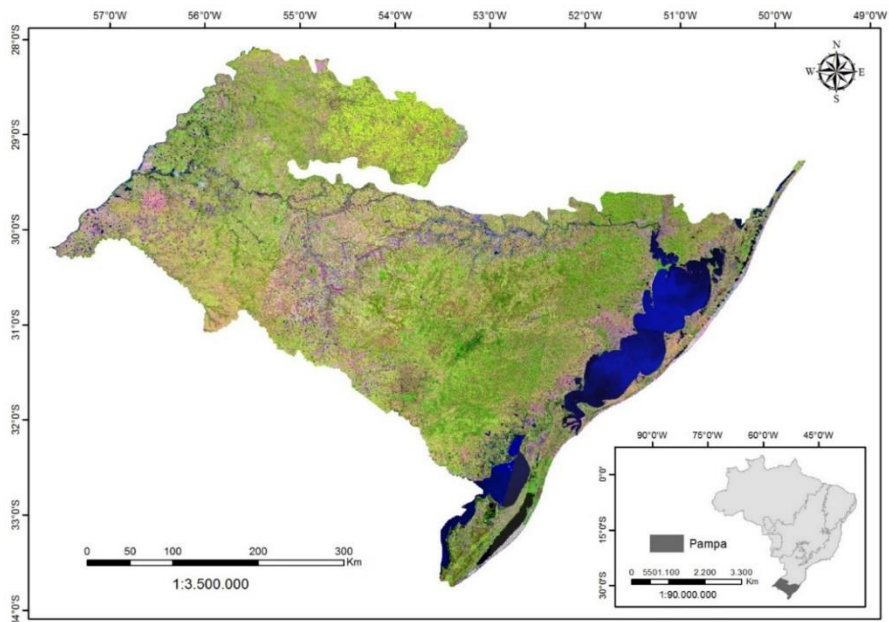 57°0'W 56°0'W 55°0'W 54°0'W 53°0'W 52°0'W 51°0'W 50°0'W 49°0'W
28°0'S
29°0'S
30°0'S
31°0'S
32°0'S
33°0'S
34°0'S
N
W E
S
0 50 100 200 300
Km
1:3.500.000
90°0'W 75°0'W 60°0'W 45°0'W
0°0'
15°0'S
30°0'S
Pampa
0 5501.100 2.200 3.300
Km
1:90.000.000